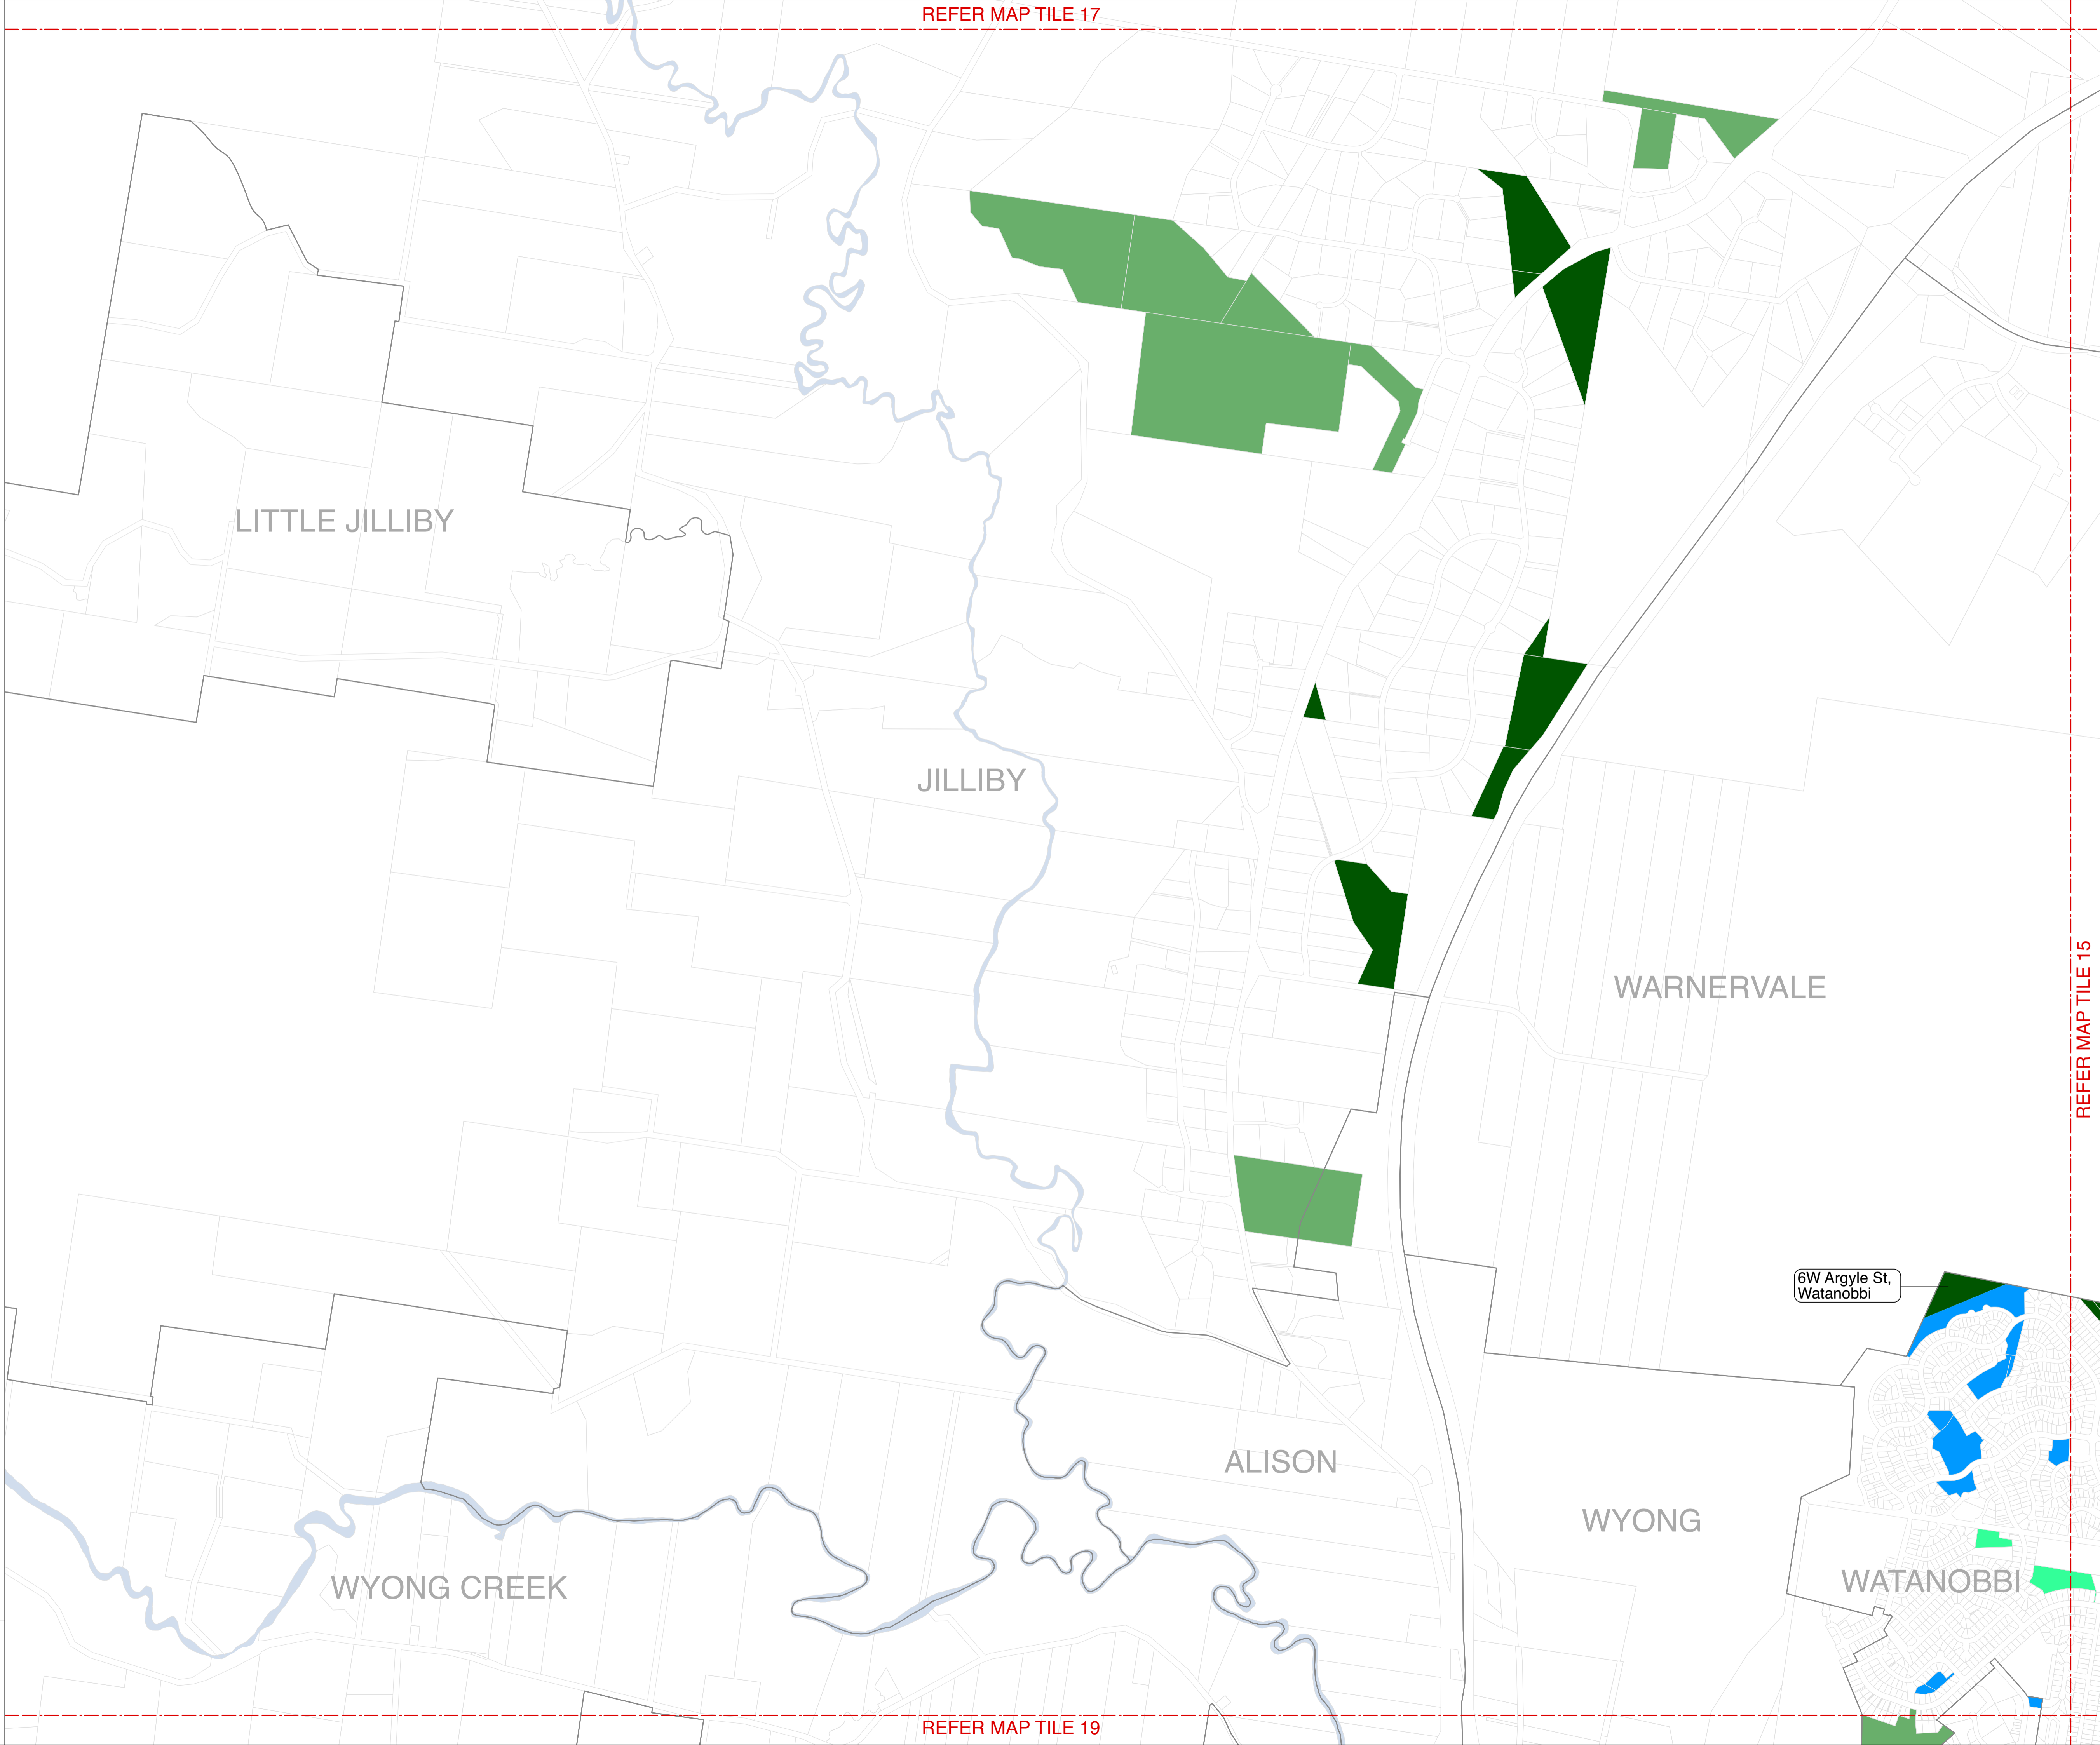 REFER MAP TILE 17
LITTLE JILLIBY
JILLIBY
WARNERVALE
REFER MAP TILE 15
6W Argyle St,
Watanobbi
ALISON
WYONG
WATANOBBI
WYONG CREEK
REFER MAP TILE 19